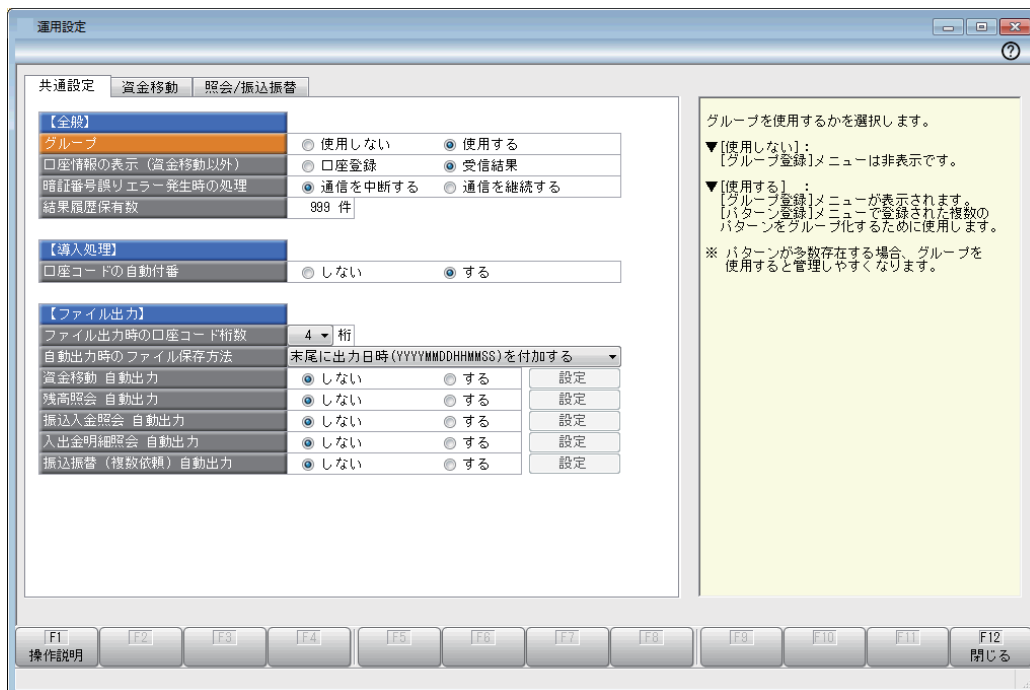 運用設定
共通設定 資金移動 照会/振込振替
【全般】
グループ 使用しない 使用する
口座情報の表示（資金移動以外） 口座登録 受信結果
暗証番号誤りエラー発生時の処理 通信を中断する 通信を継続する
結果履歴保有数 999 件
【導入処理】
口座コードの自動付番 しない する
【ファイル出力】
ファイル出力時の口座コード桁数 4 桁
自動出力時のファイル保存方法 末尾に出力日時(YYYYMMDDHHMMSS)を付加する
資金移動 自動出力 しない する 設定
残高照会 自動出力 しない する 設定
振込入金照会 自動出力 しない する 設定
入出金明細照会 自動出力 しない する 設定
振込振替（複数依頼）自動出力 しない する 設定
グループを使用するかを選択します。
▼[使用しない]：
[グループ登録]メニューは非表示です。
▼[使用する] ：
[グループ登録]メニューが表示されます。
[パターン登録]メニューで登録された複数の
パターンをグループ化するために使用します。
※ パターンが多数存在する場合、グループを
使用すると管理しやすくなります。
F1 F2 F3 F4 F5 F6 F7 F8 F9 F10 F11 F12
操作説明 閉じる